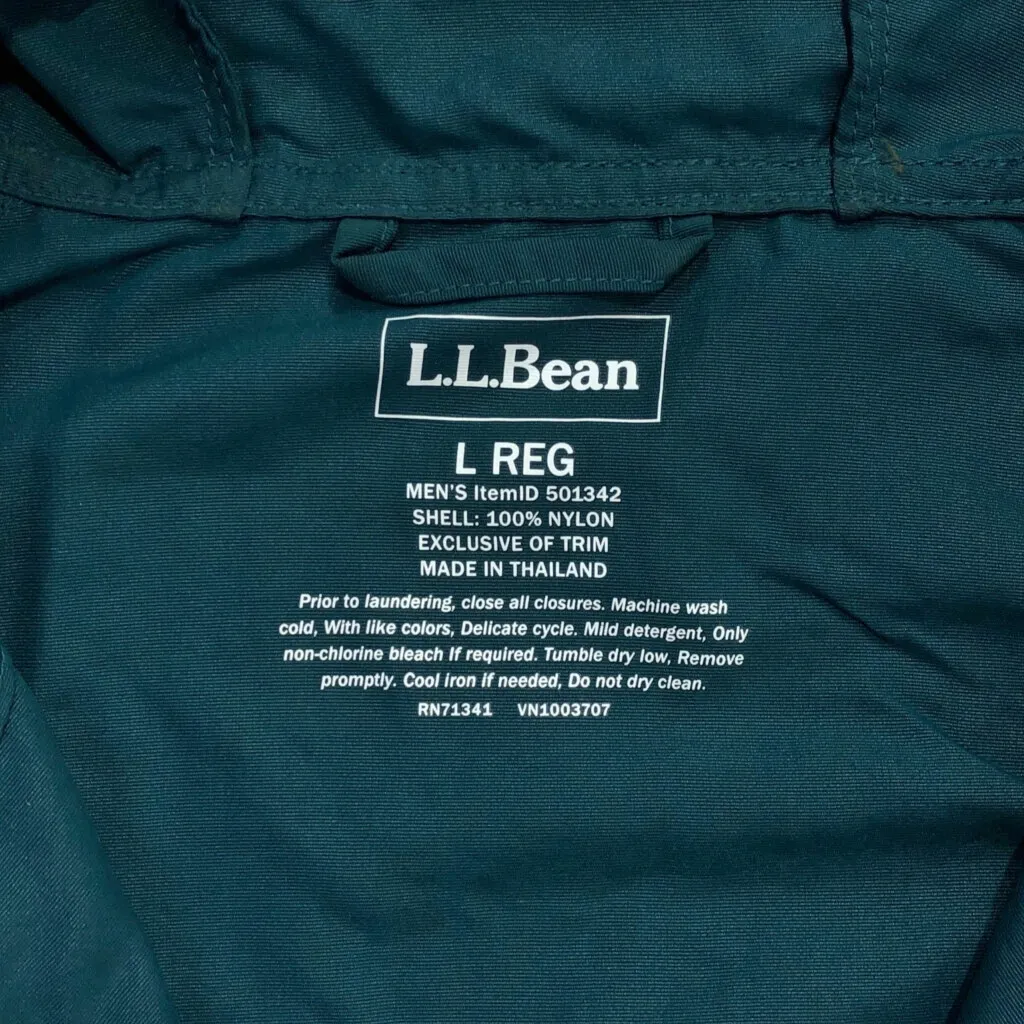 L.L.Bean
L REG
MEN'S ItemID 501342
SHELL: 100% NYLON
EXCLUSIVE OF TRIM
MADE IN THAILAND
Prior to laundering, close all closures. Machine wash
cold, With like colors, Delicate cycle. Mild detergent, Only
non-chlorine bleach If required. Tumble dry low, Remove
promptly. Cool iron if needed, Do not dry clean.
RN71341 VN1003707